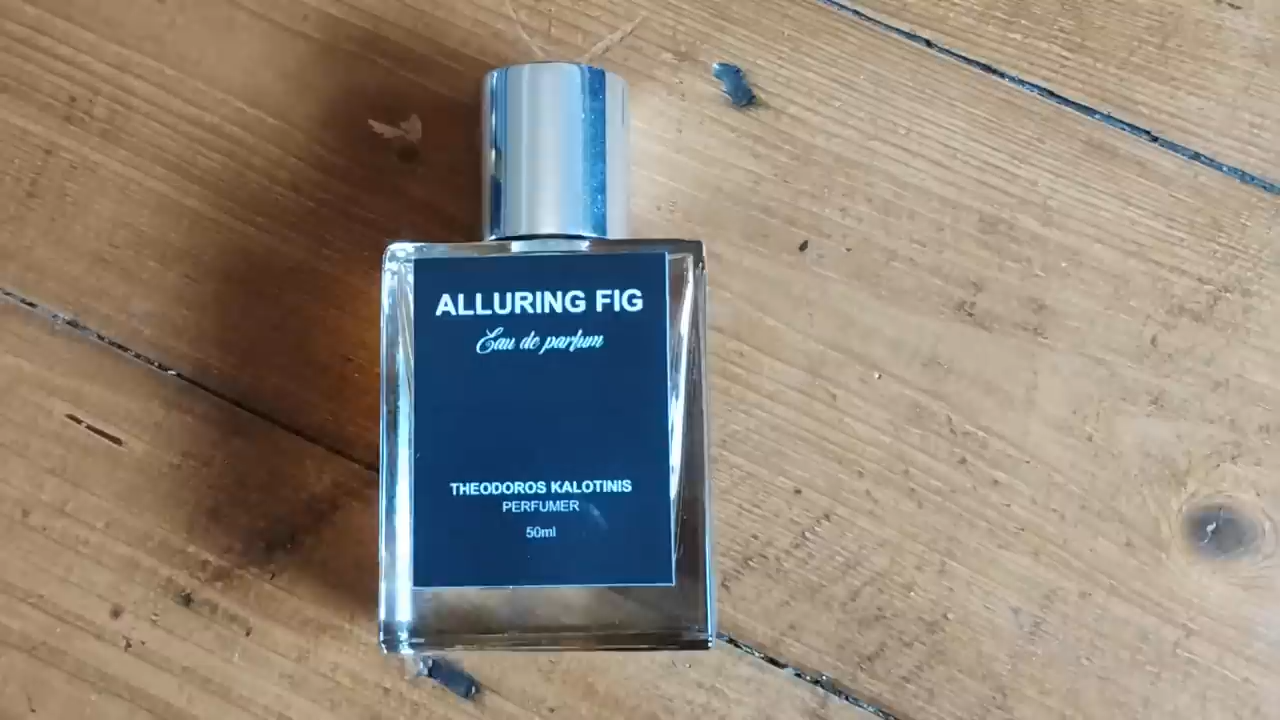 ALLURING FIG
Eau de parfum
THEODOROS KALOTINIS
PERFUMER
50ml